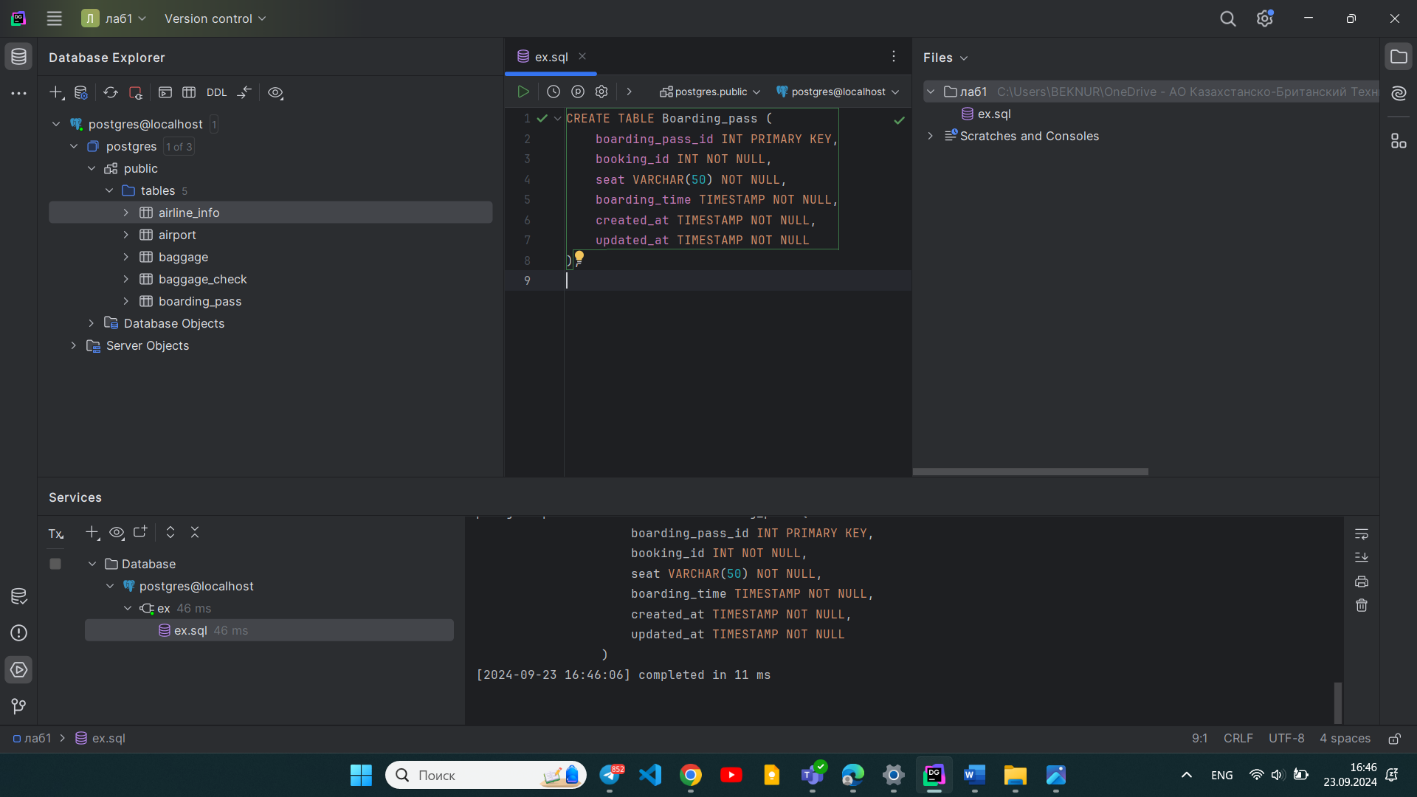 Л лаб1 Version control
Database Explorer
DDL
postgres@localhost 1
postgres 1 of 3
public
tables 5
airline_info
airport
baggage
baggage_check
boarding_pass
Database Objects
Server Objects
ex.sql
postgres.public postgres@localhost
1 CREATE TABLE Boarding_pass (
2 boarding_pass_id INT PRIMARY KEY,
3 booking_id INT NOT NULL,
4 seat VARCHAR(50) NOT NULL,
5 boarding_time TIMESTAMP NOT NULL,
6 created_at TIMESTAMP NOT NULL,
7 updated_at TIMESTAMP NOT NULL
8 )
9
Files
лаб1 C:\Users\BEKNUR\OneDrive - АО Казахстанско-Британский Техн
ex.sql
Scratches and Consoles
Services
Tx
Database
postgres@localhost
ex 46 ms
ex.sql 46 ms
boarding_pass_id INT PRIMARY KEY,
booking_id INT NOT NULL,
seat VARCHAR(50) NOT NULL,
boarding_time TIMESTAMP NOT NULL,
created_at TIMESTAMP NOT NULL,
updated_at TIMESTAMP NOT NULL
)
[2024-09-23 16:46:06] completed in 11 ms
лаб1 ex.sql
9:1 CRLF UTF-8 4 spaces
Поиск
852
DG
ENG
16:46
23.09.2024